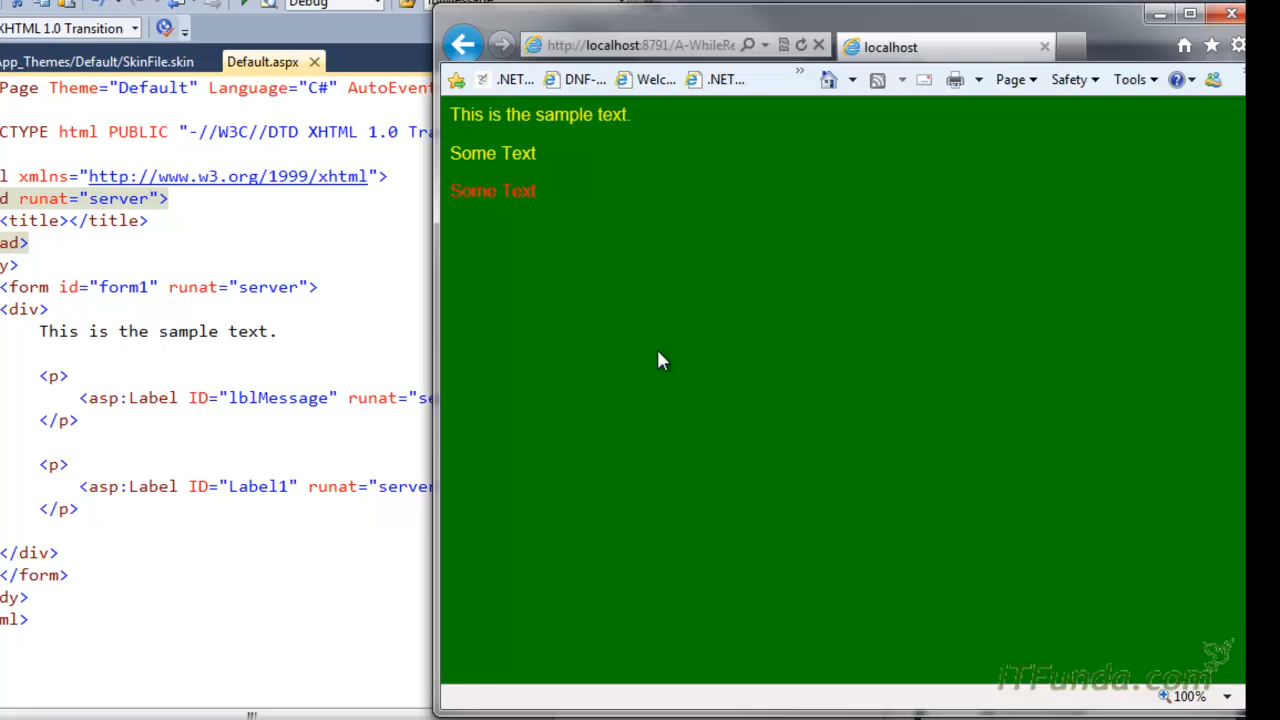 Debug
XHTML 1.0 Transition
App_Themes/Default/SkinFile.skin
Default.aspx
Page Theme="Default" Language="C#" AutoEvent
CTYPE html PUBLIC "-//W3C//DTD XHTML 1.0 Tra
l xmlns="http://www.w3.org/1999/xhtml">
d runat="server">
<title></title>
ad>
y>
<form id="form1" runat="server">
<div>
This is the sample text.
<p>
<asp:Label ID="lblMessage" runat="se
</p>
<p>
<asp:Label ID="Label1" runat="server
</p>
</div>
</form>
dy>
ml>
http://localhost:8791/A-WhileRe
localhost
.NET...
DNF-...
Welc...
.NET...
»
Page
Safety
Tools
This is the sample text.
Some Text
Some Text
ITFunda.com
100%